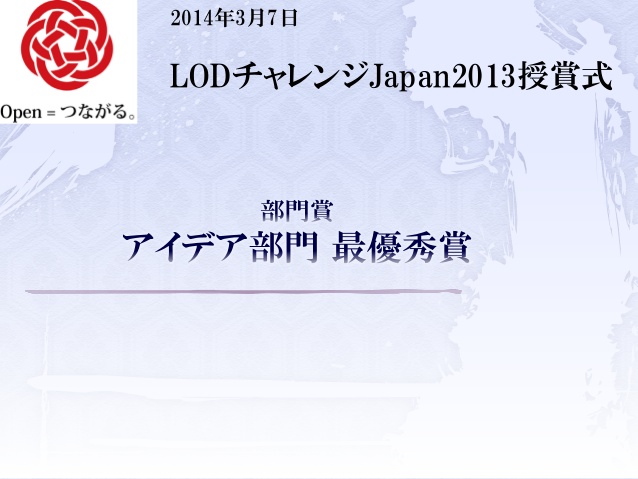 2014年3月7日
LODチャレンジJapan2013授賞式
Open = つながる。
部門賞
アイデア部門 最優秀賞